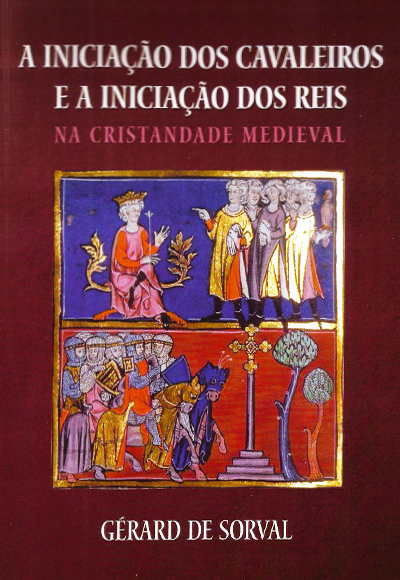 A INICIAÇÃO DOS CAVALEIROS
E A INICIAÇÃO DOS REIS
NA CRISTANDADE MEDIEVAL
GÉRARD DE SORVAL